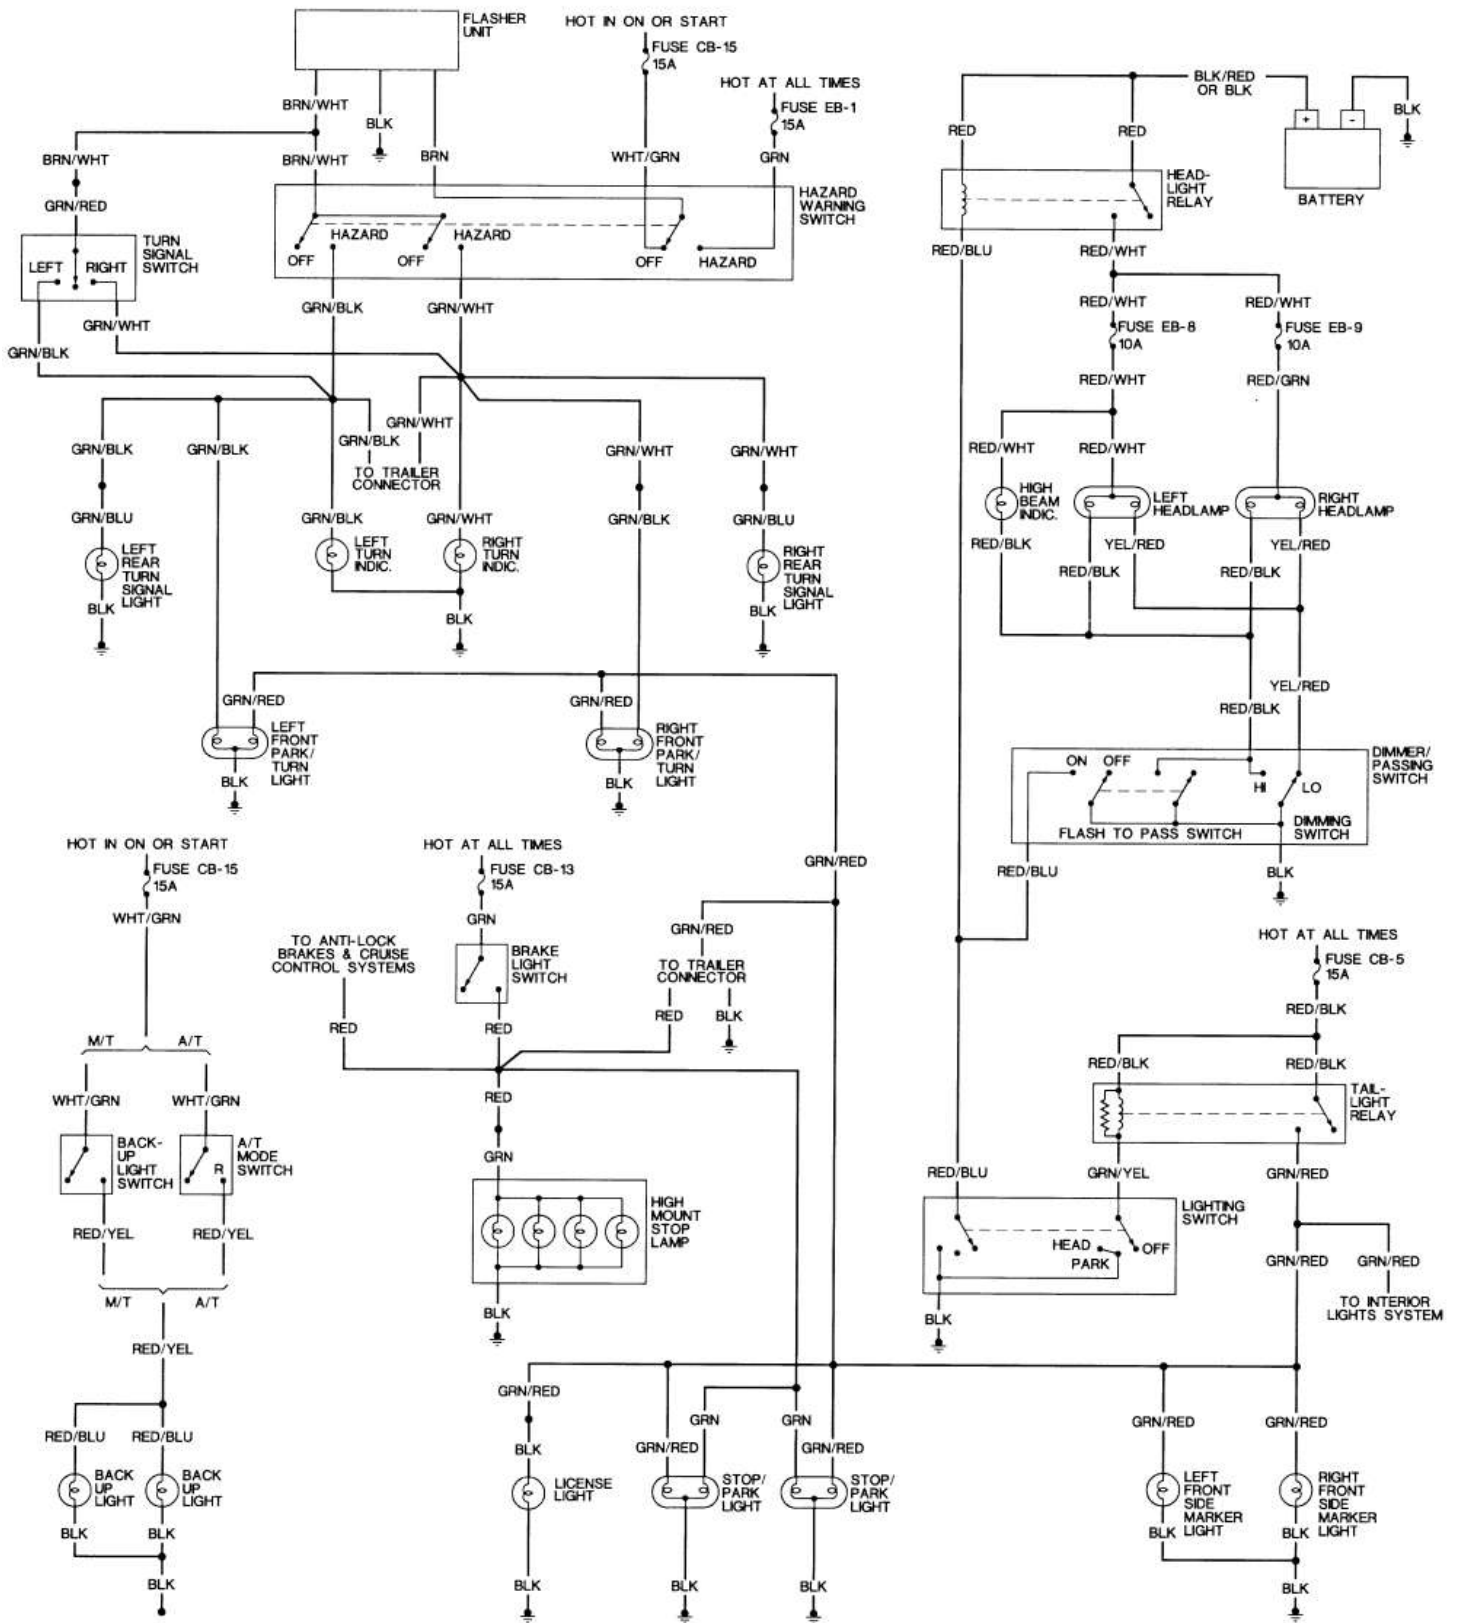 FLASHER
UNIT
HOT IN ON OR START
FUSE CB-15
15A
HOT AT ALL TIMES
FUSE EB-1
15A
BRN/WHT
BLK
BRN/WHT
BRN
WHT/GRN
GRN
BRN/WHT
GRN/RED
HAZARD
WARNING
SWITCH
HAZARD
OFF
HAZARD
OFF
OFF
HAZARD
TURN
SIGNAL
SWITCH
LEFT
RIGHT
GRN/BLK
GRN/WHT
GRN/WHT
GRN/BLK
GRN/BLK
GRN/BLK
GRN/BLK
GRN/WHT
TO TRAILER
CONNECTOR
GRN/WHT
GRN/WHT
GRN/BLU
GRN/BLK
GRN/WHT
GRN/BLK
GRN/BLU
LEFT
REAR
TURN
SIGNAL
LIGHT
LEFT
TURN
INDIC.
RIGHT
TURN
INDIC.
RIGHT
REAR
TURN
SIGNAL
LIGHT
BLK
BLK
BLK
GRN/RED
GRN/RED
LEFT
FRONT
PARK/
TURN
LIGHT
RIGHT
FRONT
PARK/
TURN
LIGHT
BLK
BLK
BLK/RED
OR BLK
BLK
+
-
BATTERY
RED
RED
HEAD-
LIGHT
RELAY
RED/BLU
RED/WHT
RED/WHT
RED/WHT
FUSE EB-8
10A
FUSE EB-9
10A
RED/WHT
RED/GRN
RED/WHT
RED/WHT
HIGH
BEAM
INDIC.
LEFT
HEADLAMP
RIGHT
HEADLAMP
RED/BLK
YEL/RED
YEL/RED
RED/BLK
RED/BLK
YEL/RED
RED/BLK
DIMMER/
PASSING
SWITCH
ON
OFF
HI
LO
FLASH TO PASS SWITCH
DIMMING
SWITCH
RED/BLU
BLK
HOT IN ON OR START
FUSE CB-15
15A
WHT/GRN
M/T
A/T
WHT/GRN
WHT/GRN
BACK-
UP
LIGHT
SWITCH
R
A/T
MODE
SWITCH
RED/YEL
RED/YEL
M/T
A/T
RED/YEL
RED/BLU
RED/BLU
BACK
UP
LIGHT
BACK
UP
LIGHT
BLK
BLK
BLK
HOT AT ALL TIMES
FUSE CB-13
15A
GRN
TO ANTI-LOCK
BRAKES & CRUISE
CONTROL SYSTEMS
BRAKE
LIGHT
SWITCH
GRN/RED
GRN/RED
TO TRAILER
CONNECTOR
RED
RED
RED
BLK
RED
GRN
HIGH
MOUNT
STOP
LAMP
BLK
HOT AT ALL TIMES
FUSE CB-5
15A
RED/BLK
RED/BLK
RED/BLK
TAIL-
LIGHT
RELAY
RED/BLU
GRN/YEL
GRN/RED
LIGHTING
SWITCH
HEAD
OFF
PARK
BLK
GRN/RED
GRN/RED
TO INTERIOR
LIGHTS SYSTEM
GRN/RED
BLK
LICENSE
LIGHT
BLK
GRN
GRN
GRN/RED
GRN/RED
STOP/
PARK
LIGHT
STOP/
PARK
LIGHT
BLK
BLK
GRN/RED
GRN/RED
LEFT
FRONT
SIDE
MARKER
LIGHT
RIGHT
FRONT
SIDE
MARKER
LIGHT
BLK
BLK
BLK